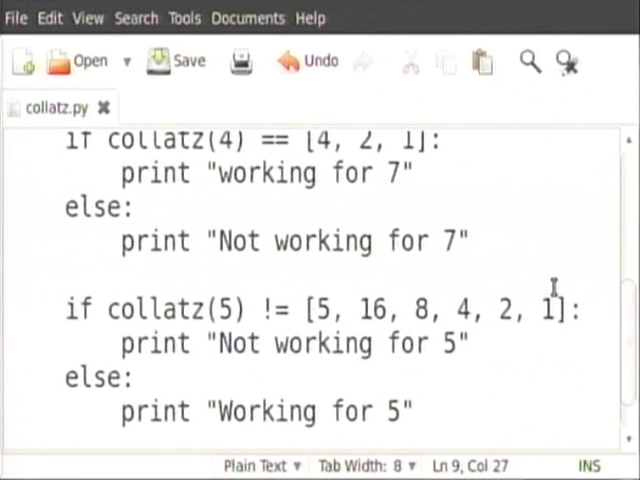 File Edit View Search Tools Documents Help
Open Save Undo
collatz.py
if collatz(4) == [4, 2, 1]:
print "working for 7"
else:
print "Not working for 7"
if collatz(5) != [5, 16, 8, 4, 2, 1]:
print "Not working for 5"
else:
print "Working for 5"
Plain Text Tab Width: 8 Ln 9, Col 27 INS